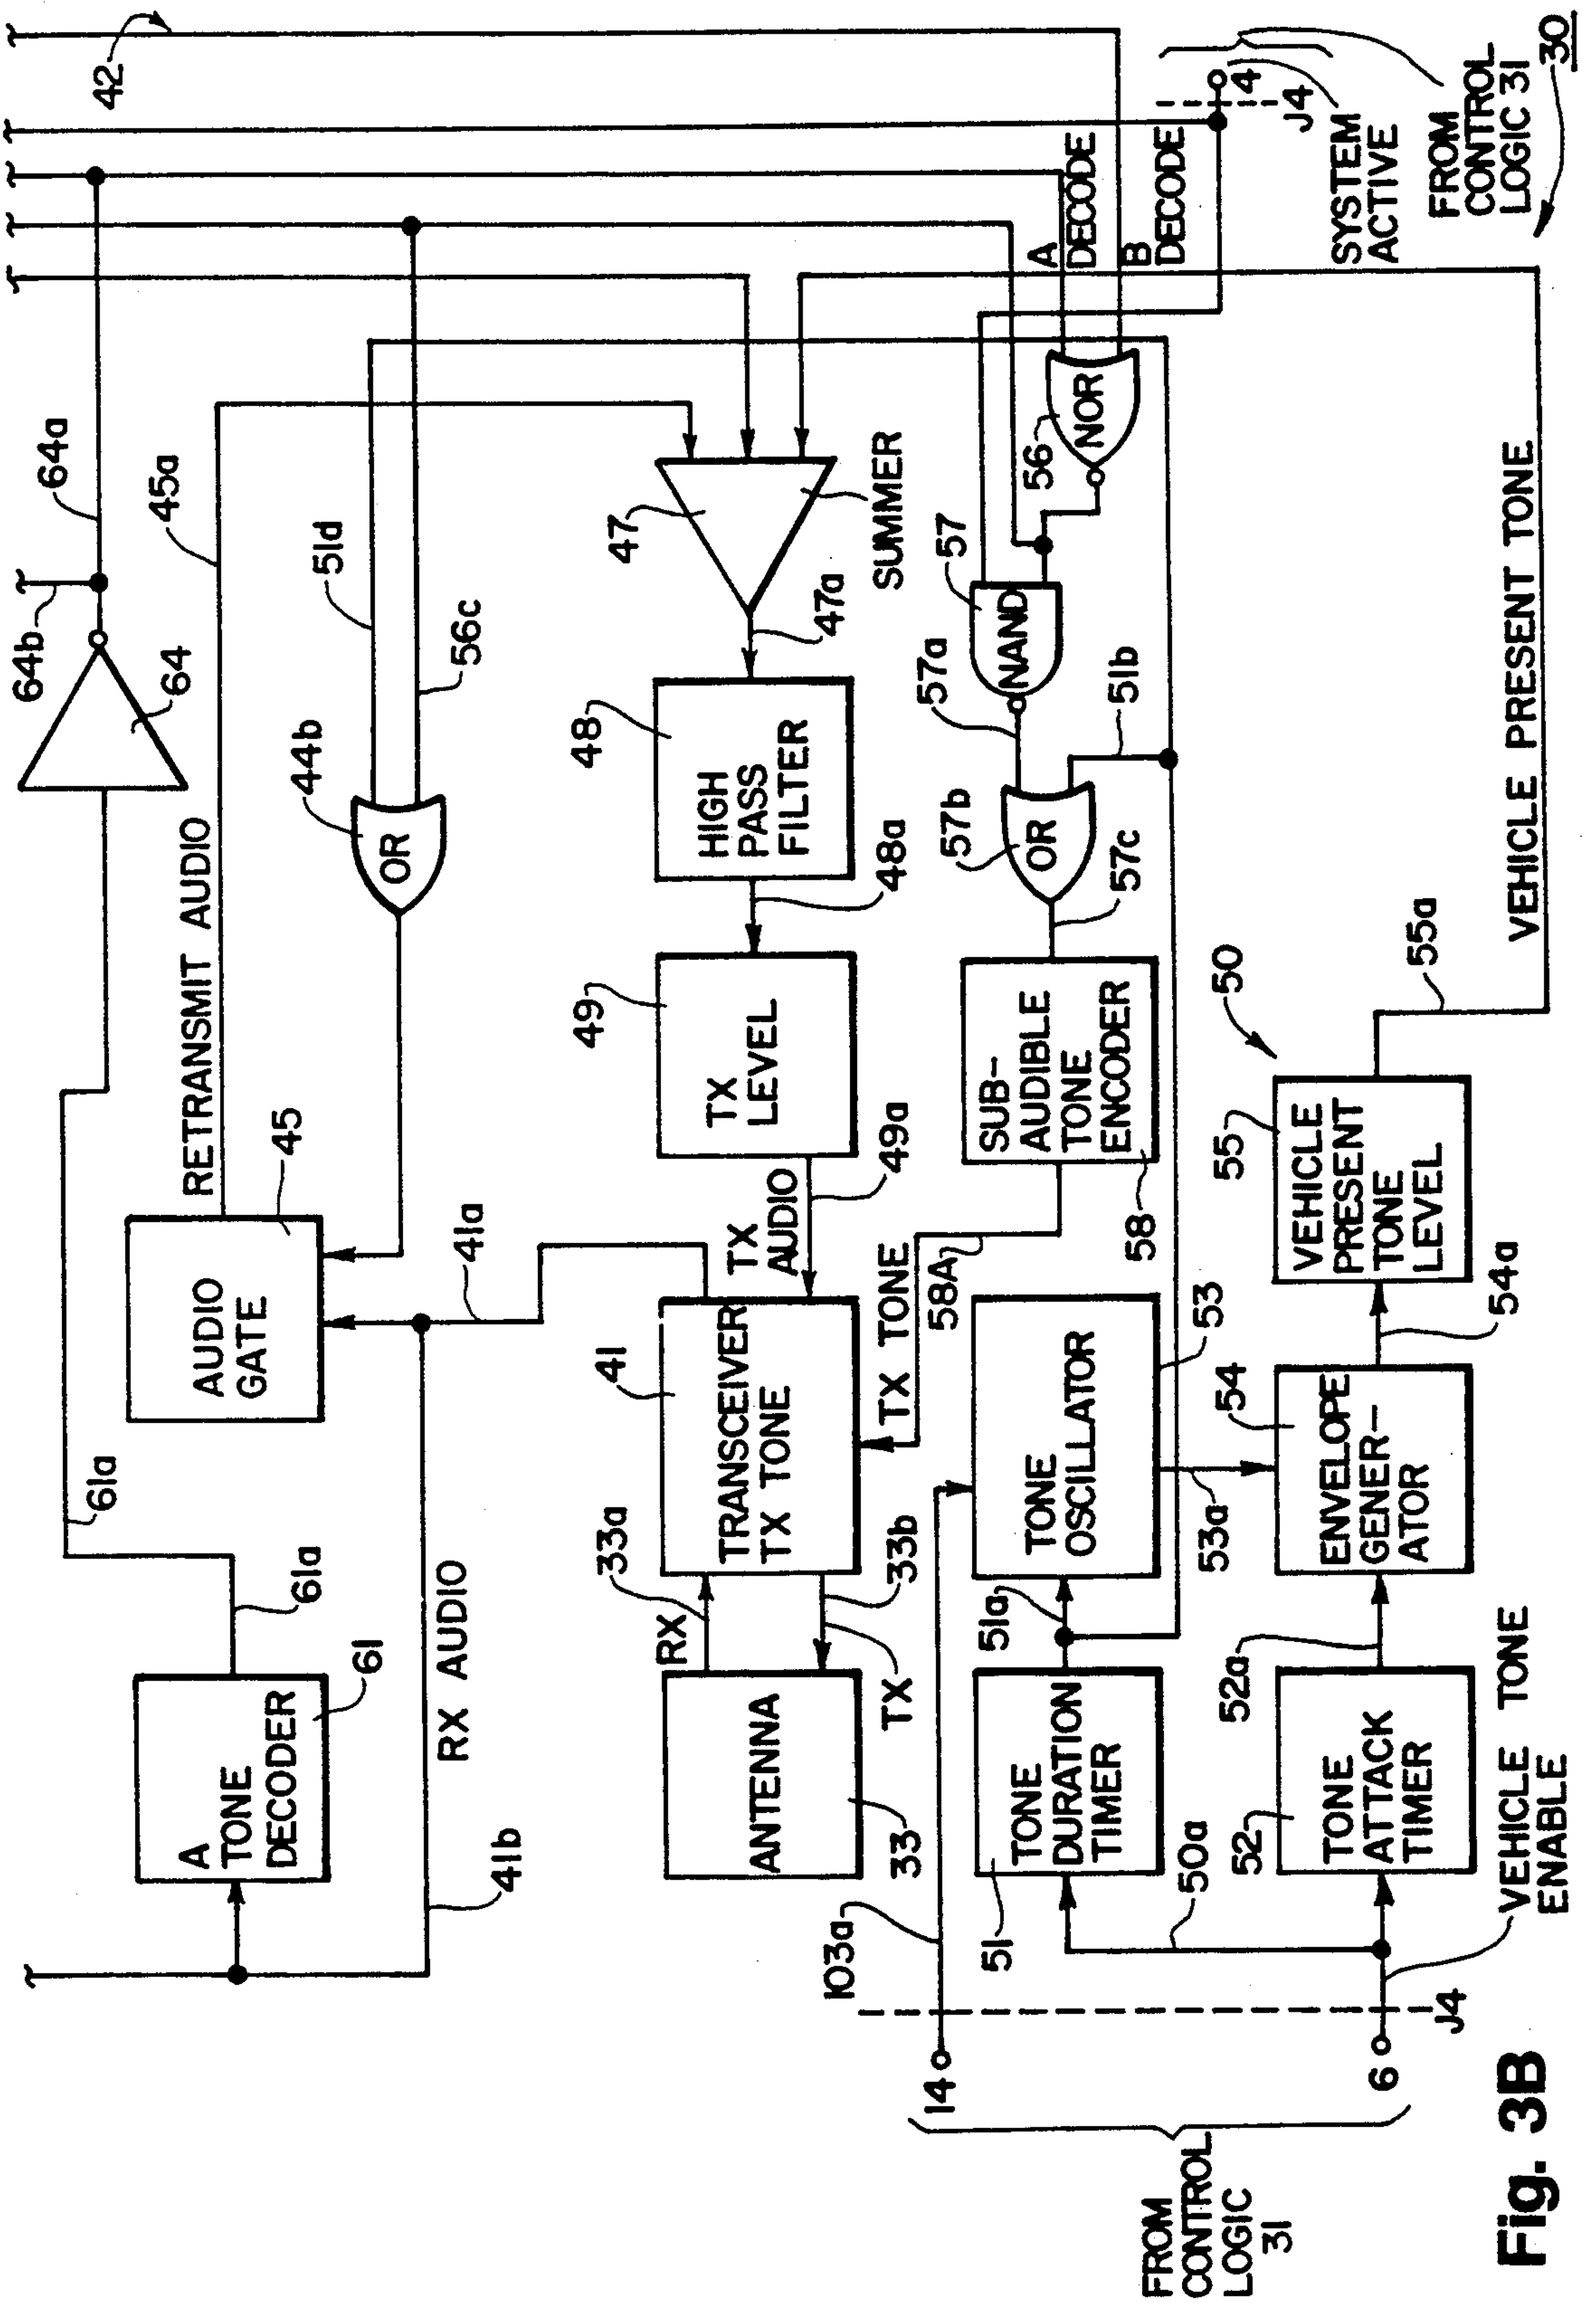 42
64b
64a
64
61a
61a
A
TONE
DECODER
61
RETRANSMIT AUDIO
45a
45
AUDIO
GATE
41a
RX AUDIO
41b
51d
56c
44b
OR
47
SUMMER
47a
48
HIGH
PASS
FILTER
48a
49
TX
LEVEL
49a
TX
AUDIO
41
TRANSCEIVER
TX TONE
33a
RX
33b
TX
ANTENNA
33
A
DECODE
B
DECODE
4
J4
SYSTEM
ACTIVE
FROM
CONTROL
LOGIC 31
30
56
NOR
57
NAND
57a
51b
57b
OR
57c
SUB-
AUDIBLE
TONE
ENCODER
58
58A
TX TONE
TONE
OSCILLATOR
53
53a
51a
TONE
DURATION
TIMER
51
50a
103a
14
50
VEHICLE PRESENT TONE
55a
55
VEHICLE
PRESENT
TONE
LEVEL
54a
54
ENVELOPE
GENER-
ATOR
52a
TONE
ATTACK
TIMER
52
VEHICLE TONE
ENABLE
6
J4
FROM
CONTROL
LOGIC
31
Fig. 3B